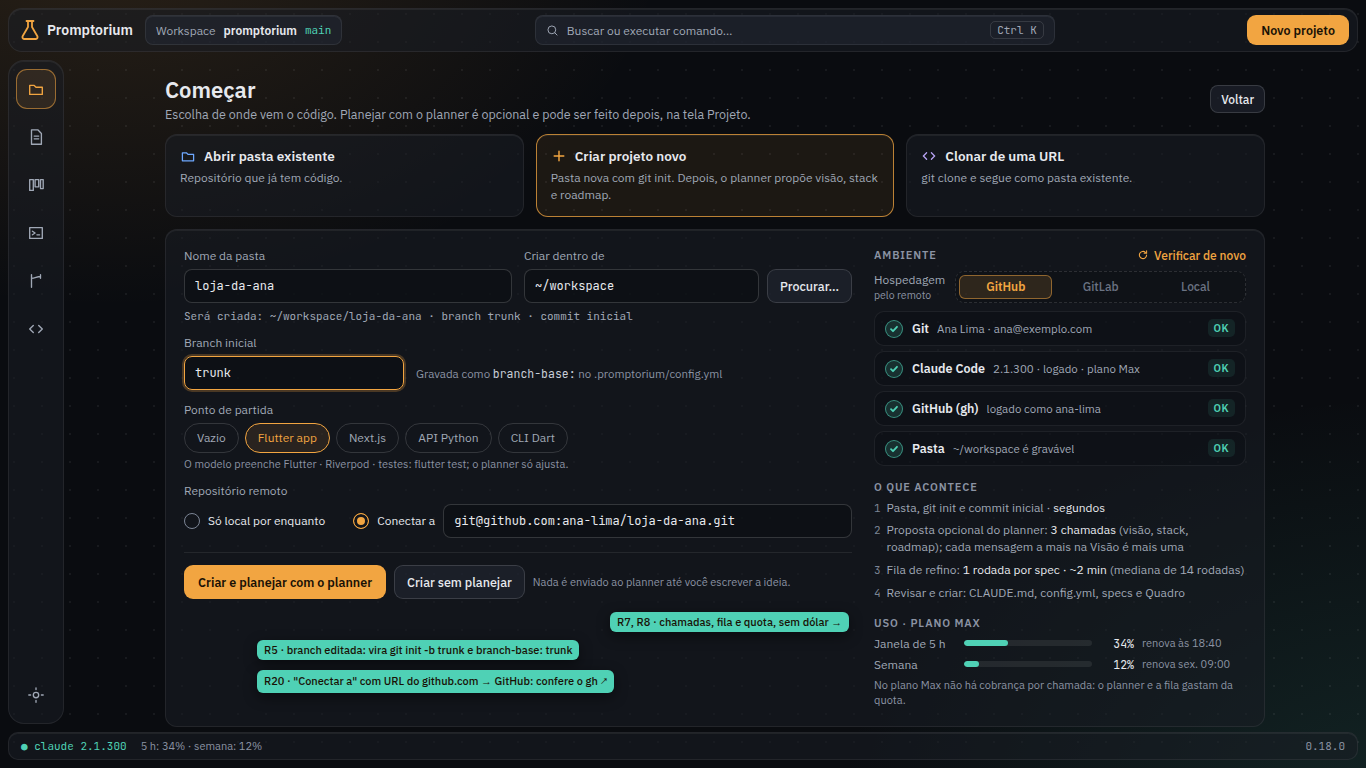 Promptorium
Workspace promptorium main
Buscar ou executar comando...
Ctrl K
Novo projeto
Começar
Escolha de onde vem o código. Planejar com o planner é opcional e pode ser feito depois, na tela Projeto.
Voltar
Abrir pasta existente
Repositório que já tem código.
Criar projeto novo
Pasta nova com git init. Depois, o planner propõe visão, stack
e roadmap.
Clonar de uma URL
git clone e segue como pasta existente.
Nome da pasta
loja-da-ana
Criar dentro de
~/workspace
Procurar...
Será criada: ~/workspace/loja-da-ana · branch trunk · commit inicial
Branch inicial
trunk
Gravada como branch-base: no .promptorium/config.yml
Ponto de partida
Vazio
Flutter app
Next.js
API Python
CLI Dart
O modelo preenche Flutter · Riverpod · testes: flutter test; o planner só ajusta.
Repositório remoto
Só local por enquanto
Conectar a
git@github.com:ana-lima/loja-da-ana.git
Criar e planejar com o planner
Criar sem planejar
Nada é enviado ao planner até você escrever a ideia.
R7, R8 · chamadas, fila e quota, sem dólar →
R5 · branch editada: vira git init -b trunk e branch-base: trunk
R20 · "Conectar a" com URL do github.com → GitHub: confere o gh ↗
AMBIENTE
Verificar de novo
Hospedagem
pelo remoto
GitHub
GitLab
Local
Git Ana Lima · ana@exemplo.com OK
Claude Code 2.1.300 · logado · plano Max OK
GitHub (gh) logado como ana-lima OK
Pasta ~/workspace é gravável OK
O QUE ACONTECE
1 Pasta, git init e commit inicial · segundos
2 Proposta opcional do planner: 3 chamadas (visão, stack,
roadmap); cada mensagem a mais na Visão é mais uma
3 Fila de refino: 1 rodada por spec · ~2 min (mediana de 14 rodadas)
4 Revisar e criar: CLAUDE.md, config.yml, specs e Quadro
USO · PLANO MAX
Janela de 5 h 34% renova às 18:40
Semana 12% renova sex. 09:00
No plano Max não há cobrança por chamada: o planner e a fila gastam da
quota.
claude 2.1.300 5 h: 34% · semana: 12%
0.18.0